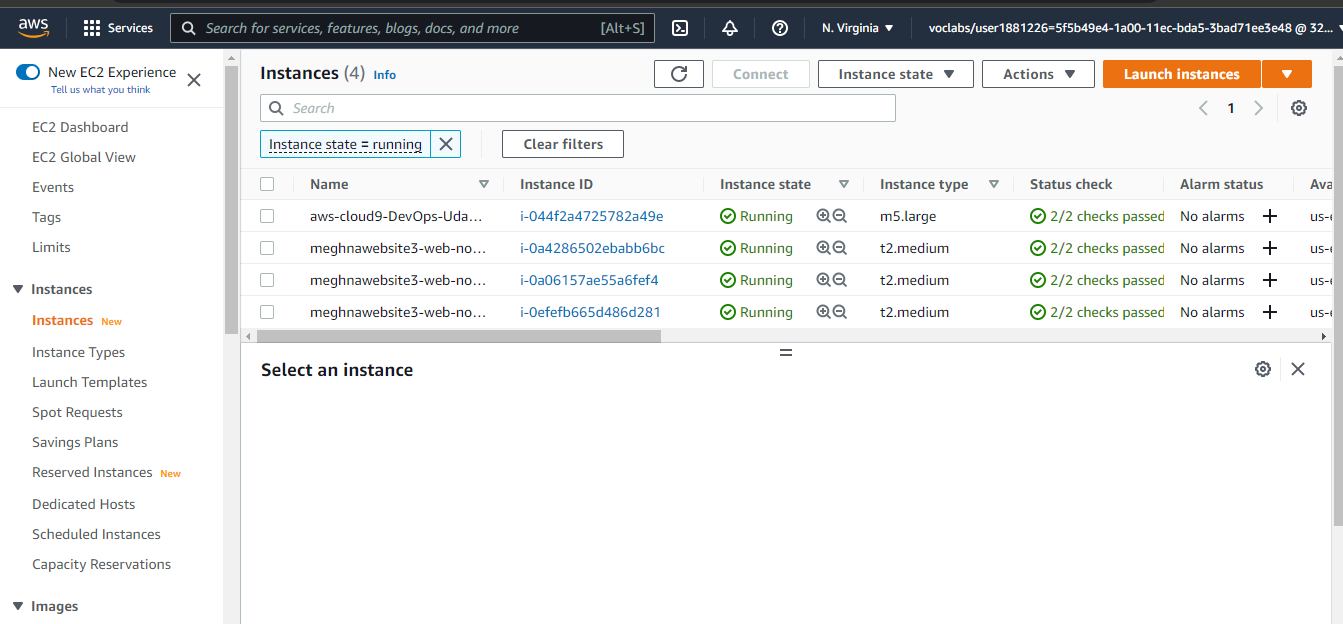 aws
Services
Search for services, features, blogs, docs, and more [Alt+S]
N. Virginia
voclabs/user1881226=5f5b49e4-1a00-11ec-bda5-3bad71ee3e48 @ 32...
New EC2 Experience
Tell us what you think
EC2 Dashboard
EC2 Global View
Events
Tags
Limits
Instances
Instances New
Instance Types
Launch Templates
Spot Requests
Savings Plans
Reserved Instances New
Dedicated Hosts
Scheduled Instances
Capacity Reservations
Images
Instances (4) Info
Connect
Instance state
Actions
Launch instances
Search
1
Instance state = running
Clear filters
Name Instance ID Instance state Instance type Status check Alarm status Ava
aws-cloud9-DevOps-Uda... i-044f2a4725782a49e Running m5.large 2/2 checks passed No alarms us-e
meghnawebsite3-web-no... i-0a4286502ebabb6bc Running t2.medium 2/2 checks passed No alarms us-e
meghnawebsite3-web-no... i-0a06157ae55a6fef4 Running t2.medium 2/2 checks passed No alarms us-e
meghnawebsite3-web-no... i-0efefb665d486d281 Running t2.medium 2/2 checks passed No alarms us-e
Select an instance